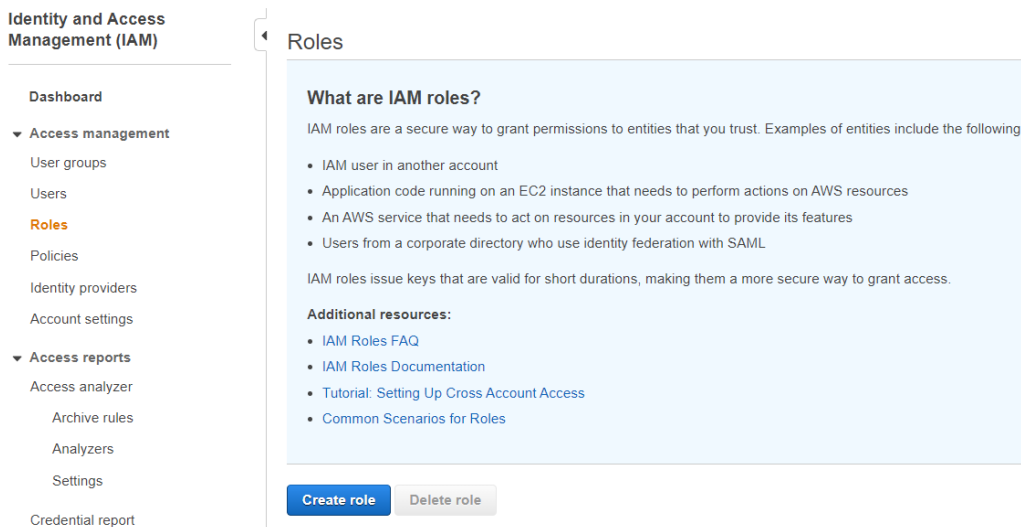 Identity and Access
Management (IAM)
Dashboard
Access management
User groups
Users
Roles
Policies
Identity providers
Account settings
Access reports
Access analyzer
Archive rules
Analyzers
Settings
Credential report
Roles
What are IAM roles?
IAM roles are a secure way to grant permissions to entities that you trust. Examples of entities include the following
IAM user in another account
Application code running on an EC2 instance that needs to perform actions on AWS resources
An AWS service that needs to act on resources in your account to provide its features
Users from a corporate directory who use identity federation with SAML
IAM roles issue keys that are valid for short durations, making them a more secure way to grant access.
Additional resources:
IAM Roles FAQ
IAM Roles Documentation
Tutorial: Setting Up Cross Account Access
Common Scenarios for Roles
Create role
Delete role